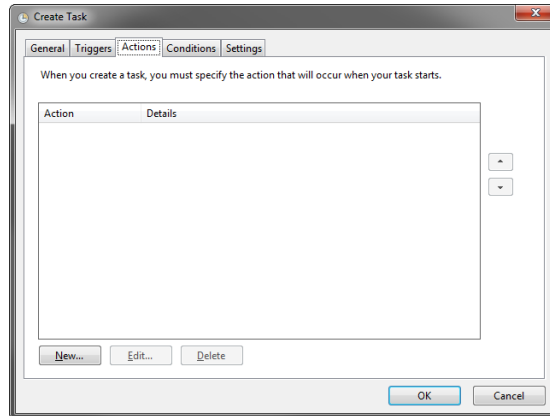 Create Task
General Triggers Actions Conditions Settings
When you create a task, you must specify the action that will occur when your task starts.
Action Details
New... Edit... Delete
OK Cancel